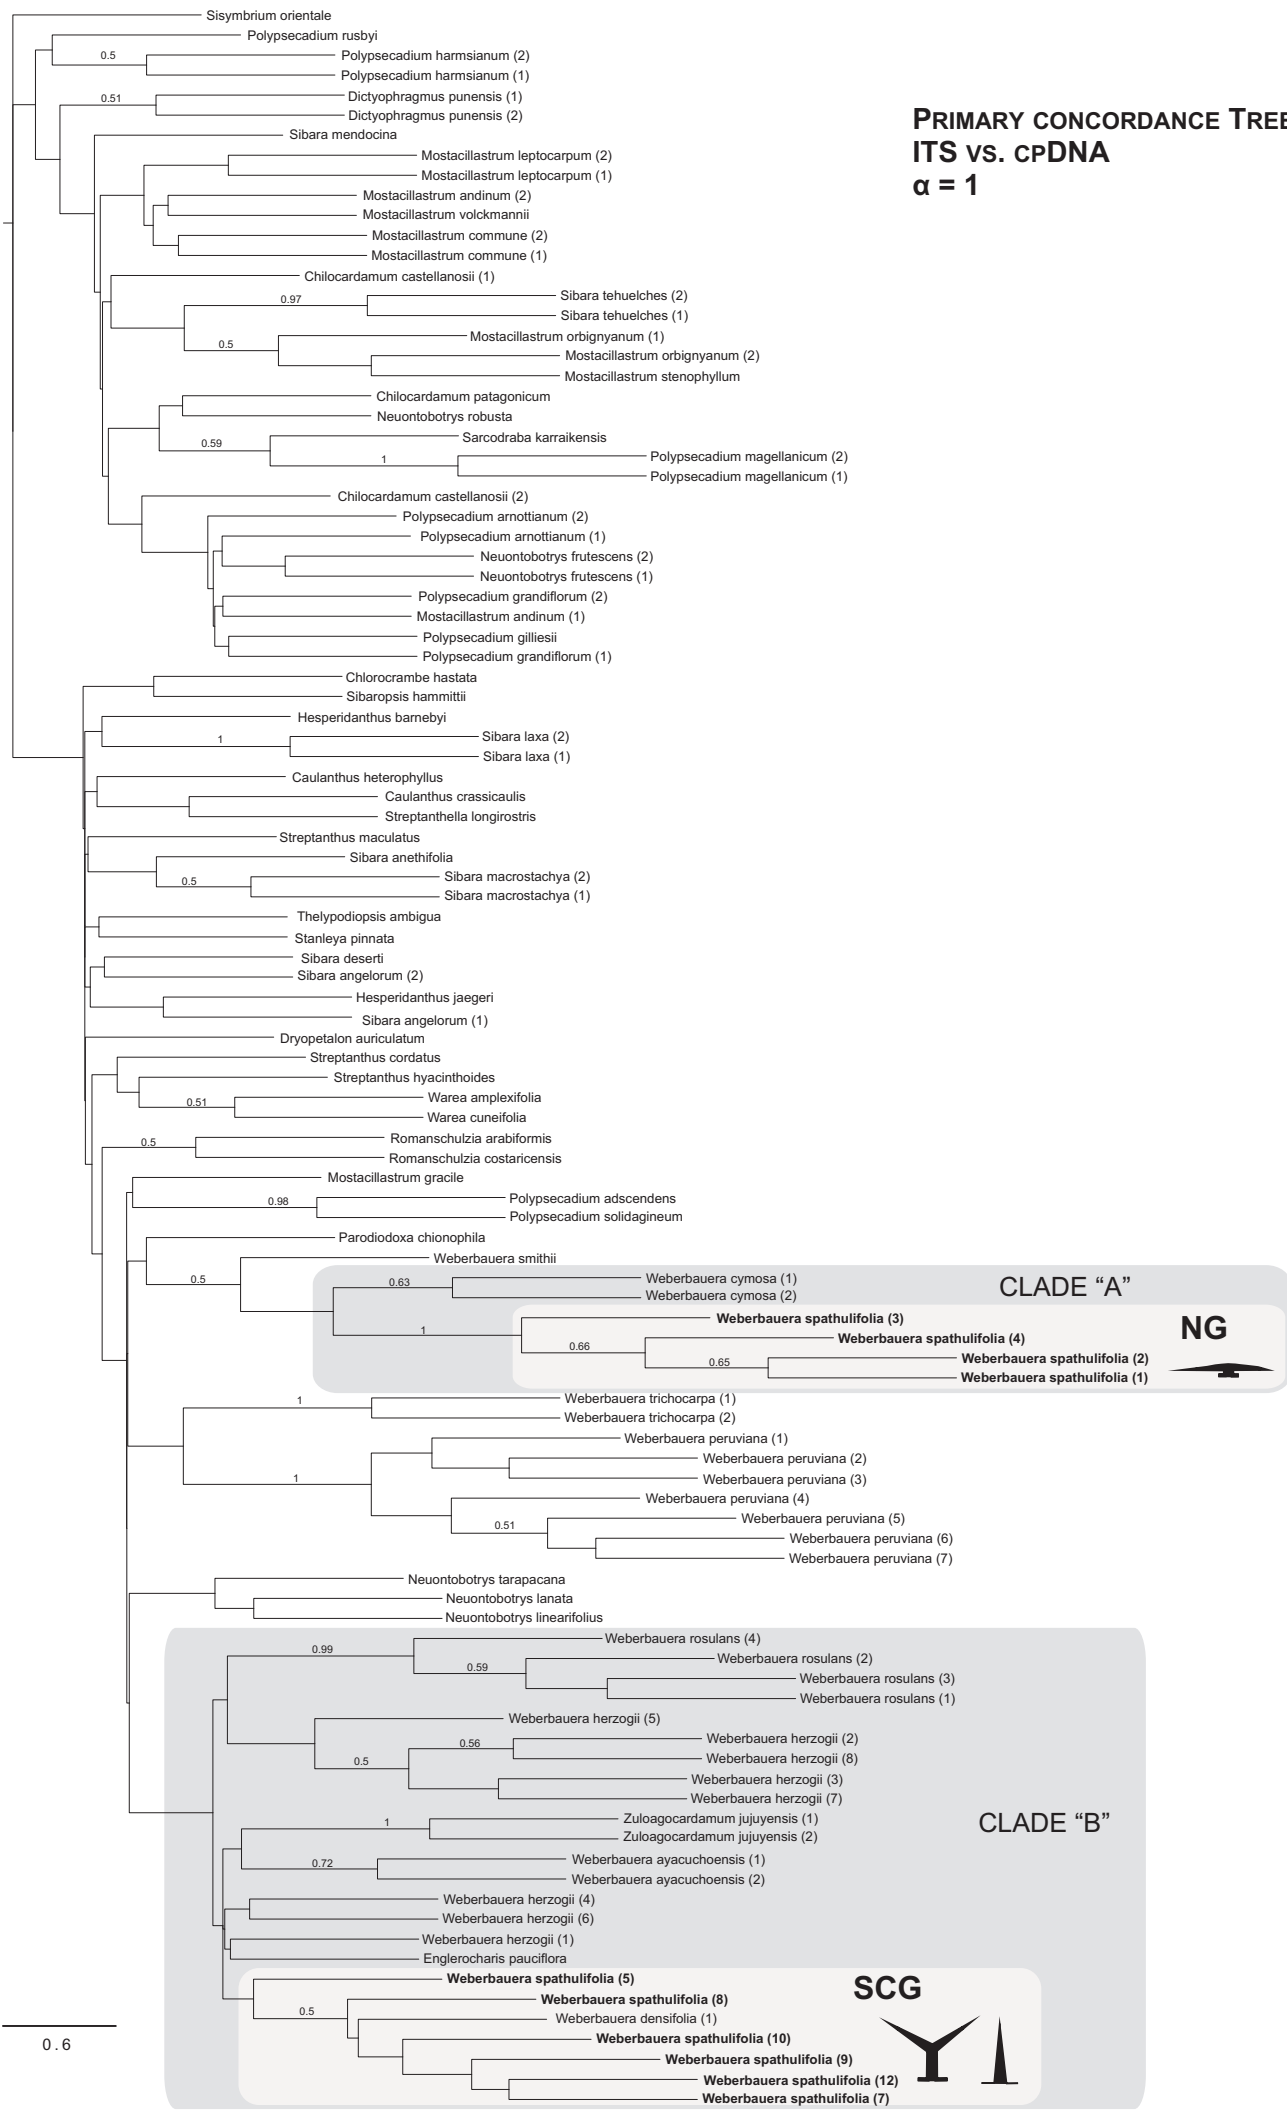 Sisymbrium orientale
Polypsecadium rusbyi
0.5
Polypsecadium harmsianum (2)
Polypsecadium harmsianum (1)
0.51
Dictyophragmus punensis (1)
Dictyophragmus punensis (2)
PRIMARY CONCORDANCE TREE
ITS VS. CPDNA
α = 1
Sibara mendocina
Mostacillastrum leptocarpum (2)
Mostacillastrum leptocarpum (1)
Mostacillastrum andinum (2)
Mostacillastrum volckmannii
Mostacillastrum commune (2)
Mostacillastrum commune (1)
Chilocardamum castellanosii (1)
0.97
Sibara tehuelches (2)
Sibara tehuelches (1)
0.5
Mostacillastrum orbignyanum (1)
Mostacillastrum orbignyanum (2)
Mostacillastrum stenophyllum
Chilocardamum patagonicum
Neuontobotrys robusta
0.59
Sarcodraba karraikensis
1
Polypsecadium magellanicum (2)
Polypsecadium magellanicum (1)
Chilocardamum castellanosii (2)
Polypsecadium arnottianum (2)
Polypsecadium arnottianum (1)
Neuontobotrys frutescens (2)
Neuontobotrys frutescens (1)
Polypsecadium grandiflorum (2)
Mostacillastrum andinum (1)
Polypsecadium gilliesii
Polypsecadium grandiflorum (1)
Chlorocrambe hastata
Sibaropsis hammittii
Hesperidanthus barnebyi
1
Sibara laxa (2)
Sibara laxa (1)
Caulanthus heterophyllus
Caulanthus crassicaulis
Streptanthella longirostris
Streptanthus maculatus
Sibara anethifolia
0.5
Sibara macrostachya (2)
Sibara macrostachya (1)
Thelypodiopsis ambigua
Stanleya pinnata
Sibara deserti
Sibara angelorum (2)
Hesperidanthus jaegeri
Sibara angelorum (1)
Dryopetalon auriculatum
Streptanthus cordatus
Streptanthus hyacinthoides
0.51
Warea amplexifolia
Warea cuneifolia
0.5
Romanschulzia arabiformis
Romanschulzia costaricensis
Mostacillastrum gracile
0.98
Polypsecadium adscendens
Polypsecadium solidagineum
Parodiodoxa chionophila
0.5
Weberbauera smithii
0.63
Weberbauera cymosa (1)
Weberbauera cymosa (2)
CLADE “A”
1
Weberbauera spathulifolia (3)
NG
0.66
Weberbauera spathulifolia (4)
0.65
Weberbauera spathulifolia (2)
Weberbauera spathulifolia (1)
1
Weberbauera trichocarpa (1)
Weberbauera trichocarpa (2)
1
Weberbauera peruviana (1)
Weberbauera peruviana (2)
Weberbauera peruviana (3)
Weberbauera peruviana (4)
0.51
Weberbauera peruviana (5)
Weberbauera peruviana (6)
Weberbauera peruviana (7)
Neuontobotrys tarapacana
Neuontobotrys lanata
Neuontobotrys linearifolius
0.99
Weberbauera rosulans (4)
0.59
Weberbauera rosulans (2)
Weberbauera rosulans (3)
Weberbauera rosulans (1)
Weberbauera herzogii (5)
0.5
0.56
Weberbauera herzogii (2)
Weberbauera herzogii (8)
Weberbauera herzogii (3)
Weberbauera herzogii (7)
CLADE “B”
1
Zuloagocardamum jujuyensis (1)
Zuloagocardamum jujuyensis (2)
0.72
Weberbauera ayacuchoensis (1)
Weberbauera ayacuchoensis (2)
Weberbauera herzogii (4)
Weberbauera herzogii (6)
Weberbauera herzogii (1)
Englerocharis pauciflora
Weberbauera spathulifolia (5)
SCG
0.5
Weberbauera spathulifolia (8)
Weberbauera densifolia (1)
Weberbauera spathulifolia (10)
Weberbauera spathulifolia (9)
Weberbauera spathulifolia (12)
Weberbauera spathulifolia (7)
0.6